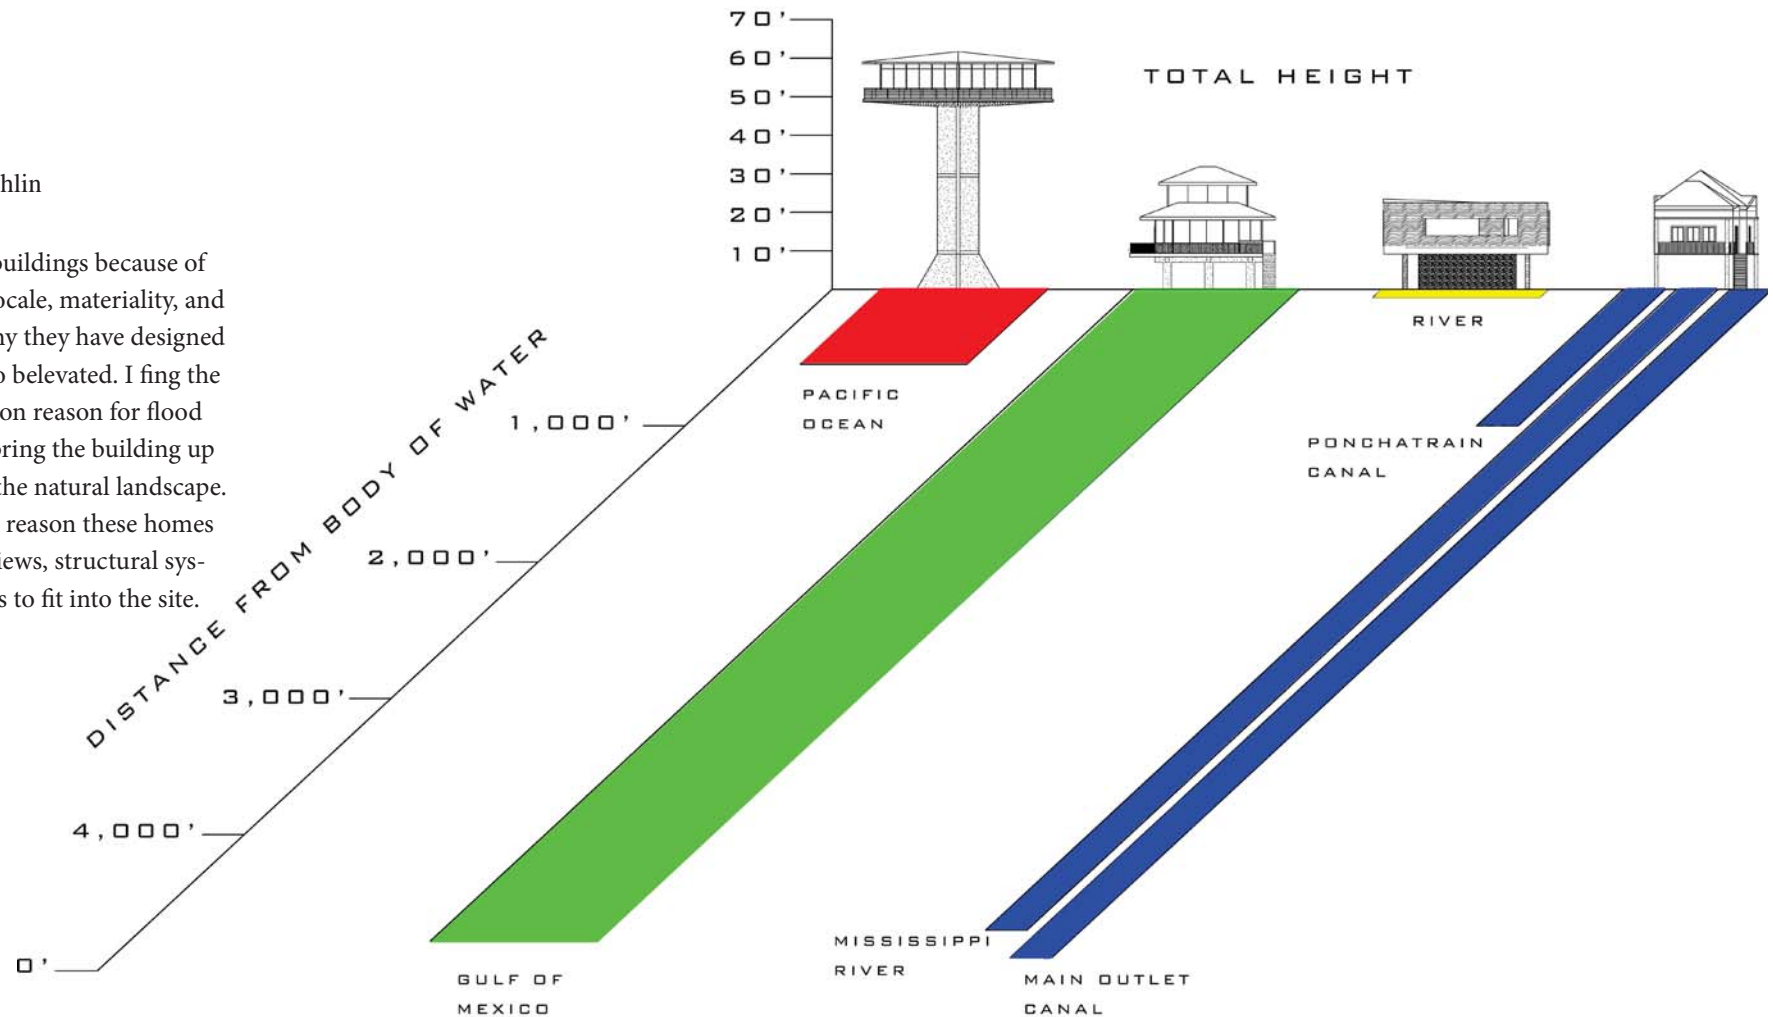 hlin
buildings because of
ocale, materiality, and
hy they have designed
o belevated. I fing the
on reason for flood
bring the building up
the natural landscape.
reason these homes
iews, structural sys-
s to fit into the site.
70'
60'
50'
40'
30'
20'
10'
TOTAL HEIGHT
DISTANCE FROM BODY OF WATER
1,000'
2,000'
3,000'
4,000'
0'
PACIFIC
OCEAN
GULF OF
MEXICO
RIVER
PONCHATRAIN
CANAL
MISSISSIPPI
RIVER
MAIN OUTLET
CANAL